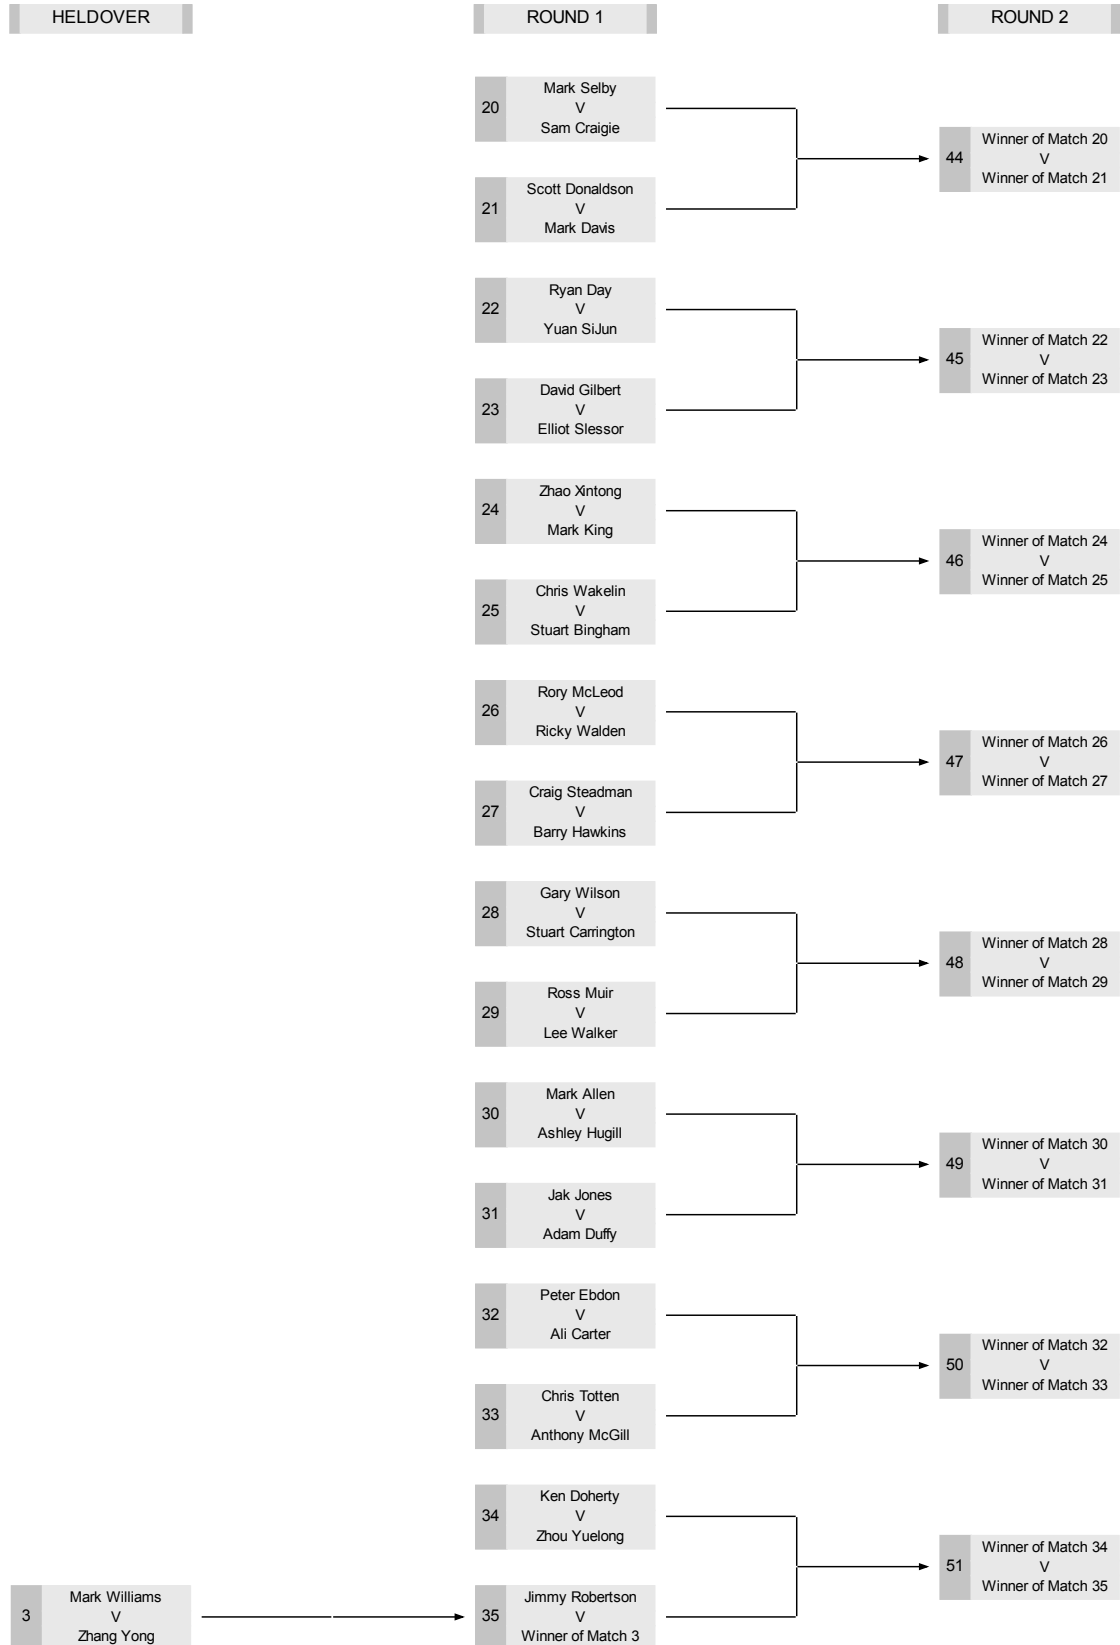 HELDOVER
ROUND 1
ROUND 2
20
Mark Selby
V
Sam Craigie
21
Scott Donaldson
V
Mark Davis
44
Winner of Match 20
V
Winner of Match 21
22
Ryan Day
V
Yuan SiJun
23
David Gilbert
V
Elliot Slessor
45
Winner of Match 22
V
Winner of Match 23
24
Zhao Xintong
V
Mark King
25
Chris Wakelin
V
Stuart Bingham
46
Winner of Match 24
V
Winner of Match 25
26
Rory McLeod
V
Ricky Walden
27
Craig Steadman
V
Barry Hawkins
47
Winner of Match 26
V
Winner of Match 27
28
Gary Wilson
V
Stuart Carrington
29
Ross Muir
V
Lee Walker
48
Winner of Match 28
V
Winner of Match 29
30
Mark Allen
V
Ashley Hugill
31
Jak Jones
V
Adam Duffy
49
Winner of Match 30
V
Winner of Match 31
32
Peter Ebdon
V
Ali Carter
33
Chris Totten
V
Anthony McGill
50
Winner of Match 32
V
Winner of Match 33
34
Ken Doherty
V
Zhou Yuelong
3
Mark Williams
V
Zhang Yong
35
Jimmy Robertson
V
Winner of Match 3
51
Winner of Match 34
V
Winner of Match 35